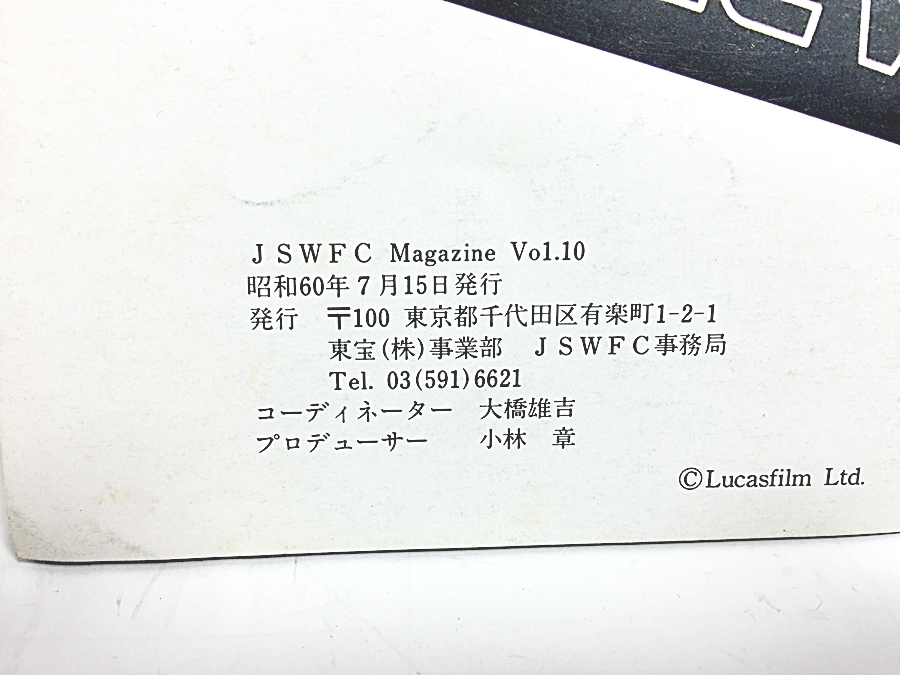 JSWFC Magazine Vol.10
昭和60年7月15日発行
発行 〒100 東京都千代田区有楽町1-2-1
東宝(株)事業部 JSWFC事務局
Tel. 03(591)6621
コーディネーター 大橋雄吉
プロデューサー 小林 章
©Lucasfilm Ltd.